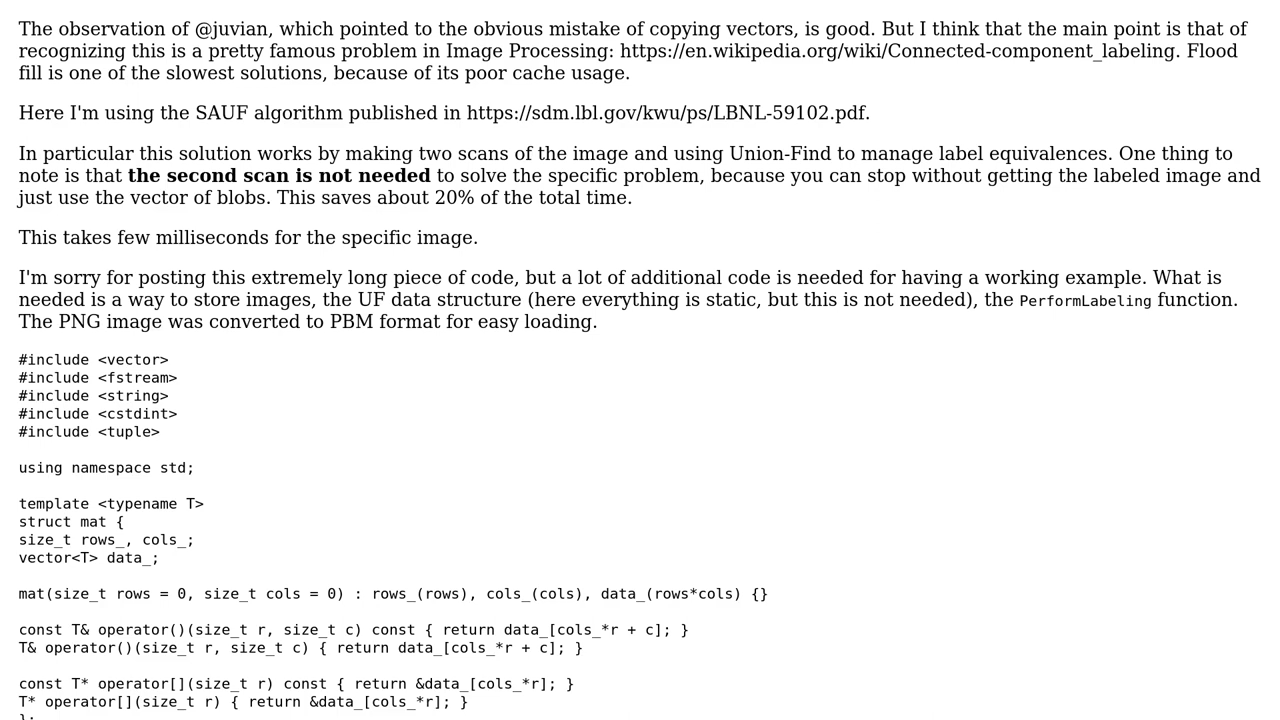 The observation of @juvian, which pointed to the obvious mistake of copying vectors, is good. But I think that the main point is that of
recognizing this is a pretty famous problem in Image Processing: https://en.wikipedia.org/wiki/Connected-component_labeling. Flood
fill is one of the slowest solutions, because of its poor cache usage.
Here I'm using the SAUF algorithm published in https://sdm.lbl.gov/kwu/ps/LBNL-59102.pdf.
In particular this solution works by making two scans of the image and using Union-Find to manage label equivalences. One thing to
note is that the second scan is not needed to solve the specific problem, because you can stop without getting the labeled image and
just use the vector of blobs. This saves about 20% of the total time.
This takes few milliseconds for the specific image.
I'm sorry for posting this extremely long piece of code, but a lot of additional code is needed for having a working example. What is
needed is a way to store images, the UF data structure (here everything is static, but this is not needed), the PerformLabeling function.
The PNG image was converted to PBM format for easy loading.
#include <vector>
#include <fstream>
#include <string>
#include <cstdint>
#include <tuple>
using namespace std;
template <typename T>
struct mat {
size_t rows_, cols_;
vector<T> data_;
mat(size_t rows = 0, size_t cols = 0) : rows_(rows), cols_(cols), data_(rows*cols) {}
const T& operator()(size_t r, size_t c) const { return data_[cols_*r + c]; }
T& operator()(size_t r, size_t c) { return data_[cols_*r + c]; }
const T* operator[](size_t r) const { return &data_[cols_*r]; }
T* operator[](size_t r) { return &data_[cols_*r]; }
};